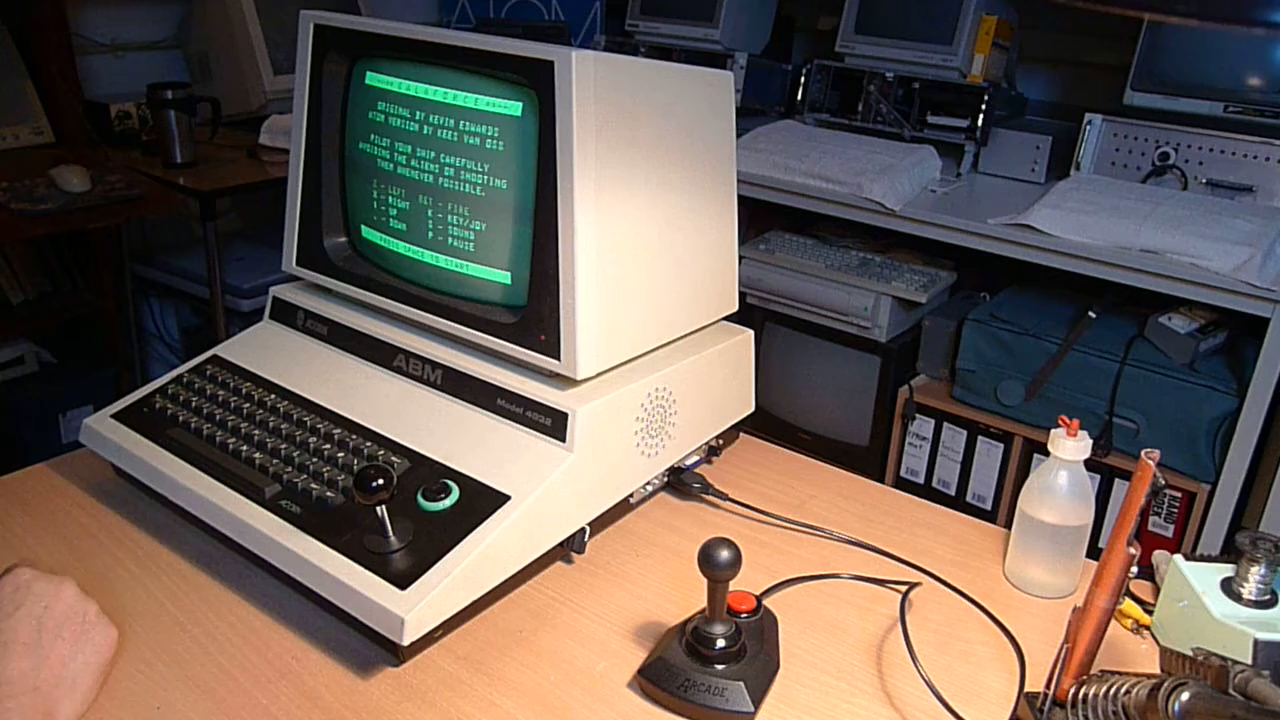 ATOM
GALAFORCE
ORIGINAL BY KEVIN EDWARDS
ATOM VERSION BY KEES VAN OSS
PILOT YOUR SHIP CAREFULLY
AVOIDING THE ALIENS OR SHOOTING
THEM WHENEVER POSSIBLE.
Z - LEFT
X - RIGHT K - KEY/JOY
UP S - SOUND
DOWN P - PAUSE
PRESS SPACE TO START
ACORN
ABM
Model 4032
ACORN
ARCADE
HAND